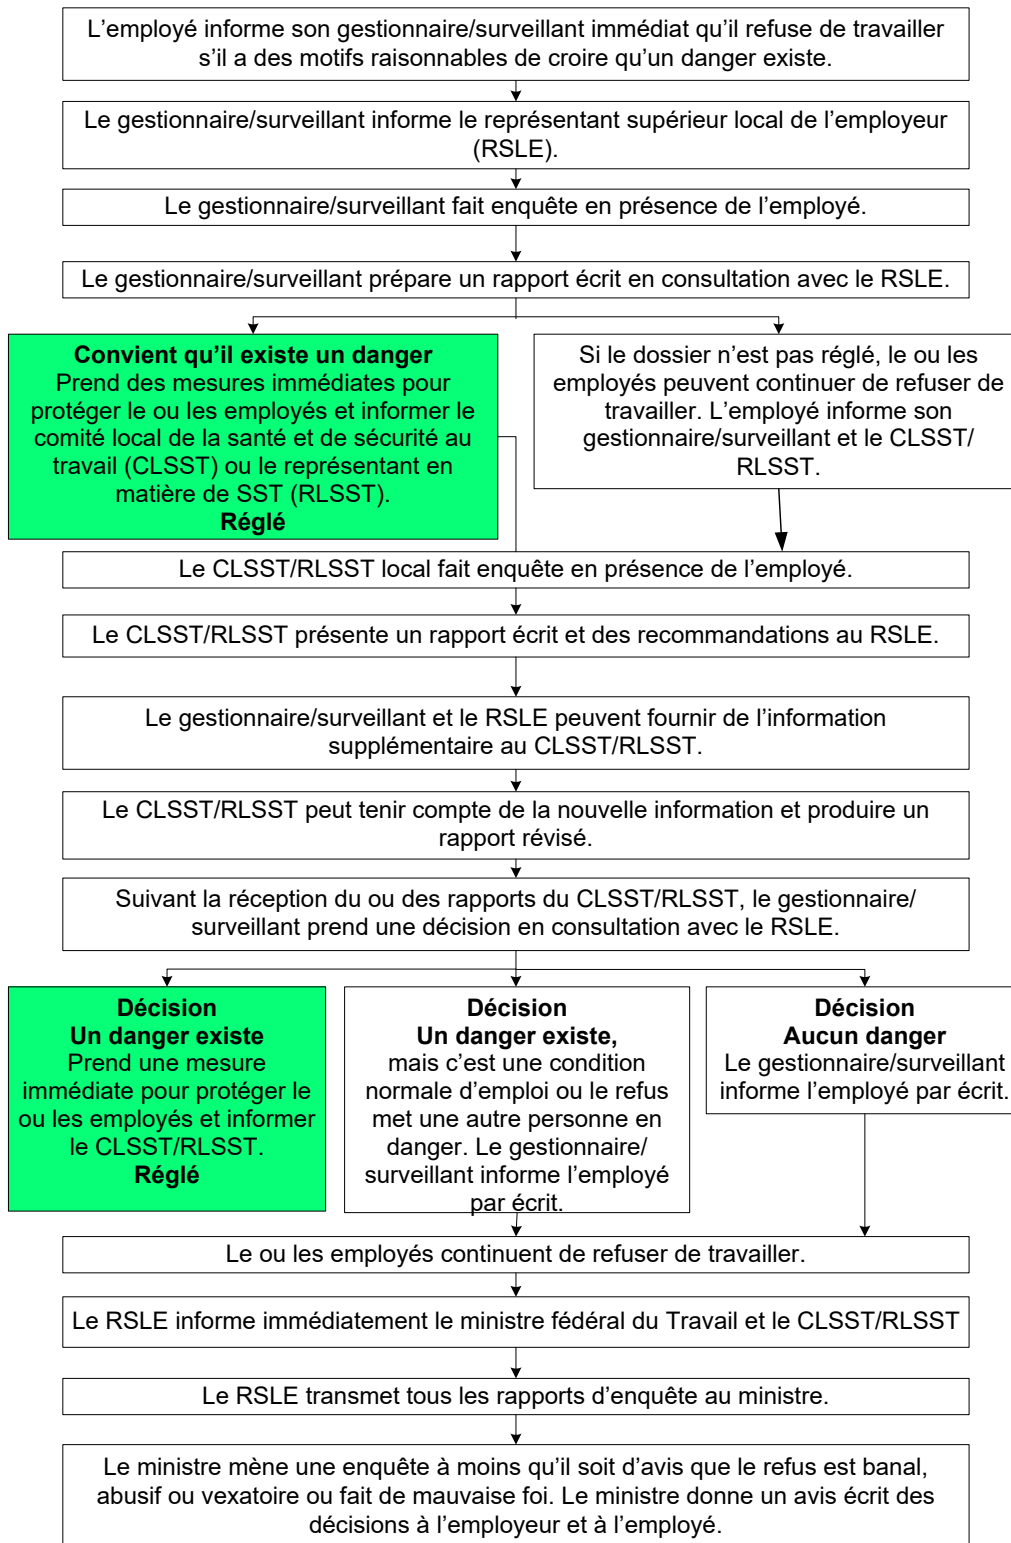 L’employé informe son gestionnaire/surveillant immédiat qu’il refuse de travailler
s’il a des motifs raisonnables de croire qu’un danger existe.
Le gestionnaire/surveillant informe le représentant supérieur local de l’employeur
(RSLE).
Le gestionnaire/surveillant fait enquête en présence de l’employé.
Le gestionnaire/surveillant prépare un rapport écrit en consultation avec le RSLE.
Convient qu’il existe un danger
Prend des mesures immédiates pour
protéger le ou les employés et informer le
comité local de la santé et de sécurité au
travail (CLSST) ou le représentant en
matière de SST (RLSST).
Réglé
Si le dossier n’est pas réglé, le ou les
employés peuvent continuer de refuser de
travailler. L’employé informe son
gestionnaire/surveillant et le CLSST/
RLSST.
Le CLSST/RLSST local fait enquête en présence de l’employé.
Le CLSST/RLSST présente un rapport écrit et des recommandations au RSLE.
Le gestionnaire/surveillant et le RSLE peuvent fournir de l’information
supplémentaire au CLSST/RLSST.
Le CLSST/RLSST peut tenir compte de la nouvelle information et produire un
rapport révisé.
Suivant la réception du ou des rapports du CLSST/RLSST, le gestionnaire/
surveillant prend une décision en consultation avec le RSLE.
Décision
Un danger existe
Prend une mesure
immédiate pour protéger le
ou les employés et informer
le CLSST/RLSST.
Réglé
Décision
Un danger existe,
mais c’est une condition
normale d’emploi ou le refus
met une autre personne en
danger. Le gestionnaire/
surveillant informe l’employé
par écrit.
Décision
Aucun danger
Le gestionnaire/surveillant
informe l’employé par écrit.
Le ou les employés continuent de refuser de travailler.
Le RSLE informe immédiatement le ministre fédéral du Travail et le CLSST/RLSST
Le RSLE transmet tous les rapports d’enquête au ministre.
Le ministre mène une enquête à moins qu’il soit d’avis que le refus est banal,
abusif ou vexatoire ou fait de mauvaise foi. Le ministre donne un avis écrit des
décisions à l’employeur et à l’employé.